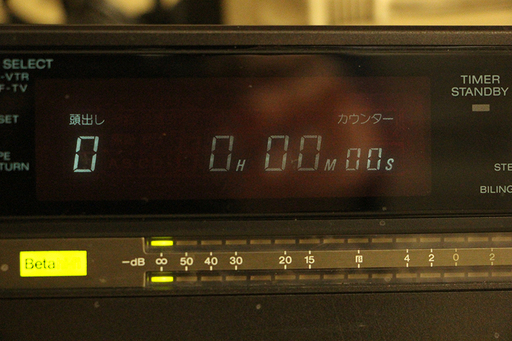 SELECT
-VTR
F-TV
TIMER
STANDBY
SET
頭出し
カウンター
0
0H 00M 00S
PE
TURN
STE
BILING
Beta
-dB ∞ 50 40 30 20 15 4 2 0 2